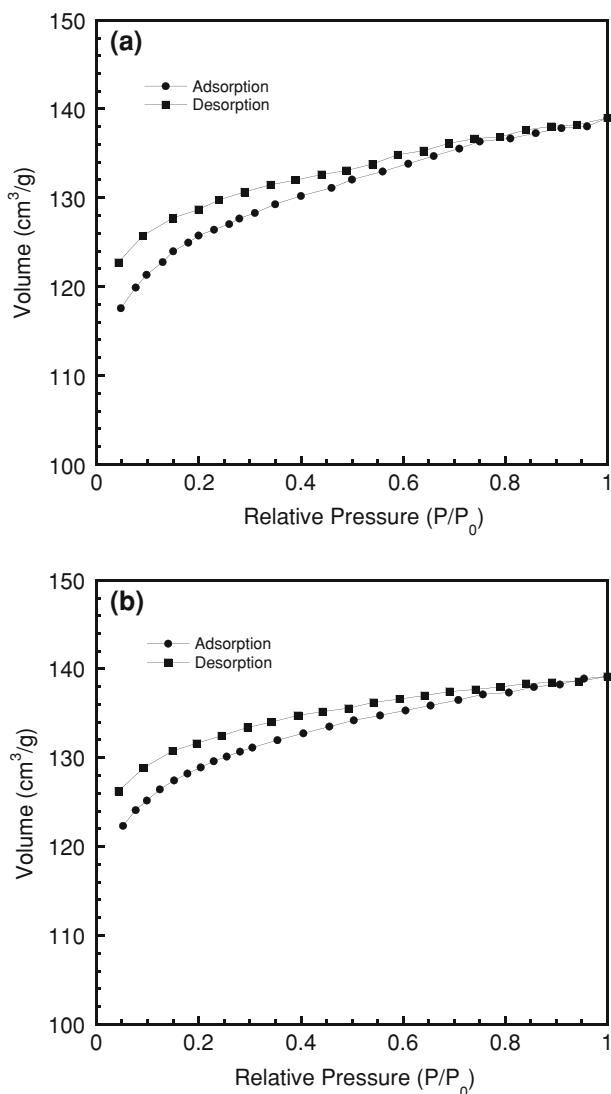 (a)
Adsorption
Desorption
150
140
130
120
110
100
Volume (cm³/g)
0 0.2 0.4 0.6 0.8 1
Relative Pressure (P/P₀)
(b)
Adsorption
Desorption
150
140
130
120
110
100
Volume (cm³/g)
0 0.2 0.4 0.6 0.8 1
Relative Pressure (P/P₀)